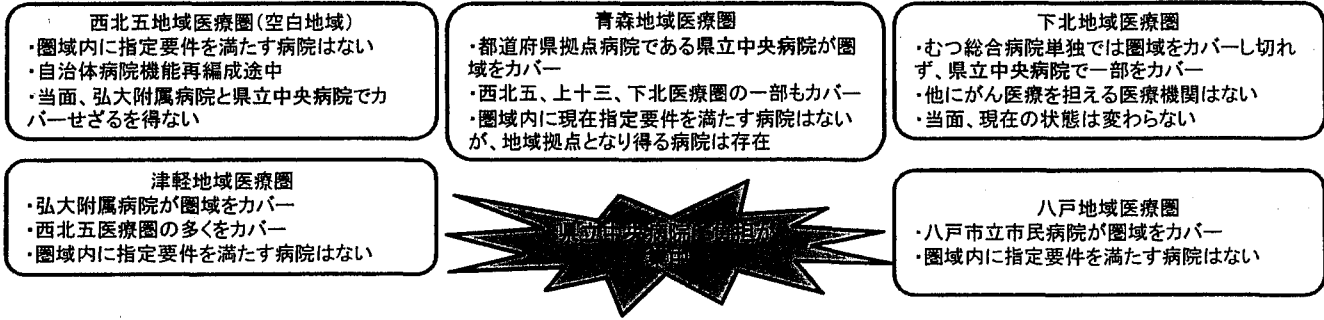 西北五地域医療圏(空白地域)
・圏域内に指定要件を満たす病院はない
・自治体病院機能再編成途中
・当面、弘大附属病院と県立中央病院でカ
バーせざるを得ない
青森地域医療圏
・都道府県拠点病院である県立中央病院が圏
域をカバー
・西北五、上十三、下北医療圏の一部もカバー
・圏域内に現在指定要件を満たす病院はない
が、地域拠点となり得る病院は存在
下北地域医療圏
・むつ総合病院単独では圏域をカバーし切れ
ず、県立中央病院で一部をカバー
・他にがん医療を担える医療機関はない
・当面、現在の状態は変わらない
津軽地域医療圏
・弘大附属病院が圏域をカバー
・西北五医療圏の多くをカバー
・圏域内に指定要件を満たす病院はない
県立中央病院に負担が
集中
八戸地域医療圏
・八戸市立市民病院が圏域をカバー
・圏域内に指定要件を満たす病院はない